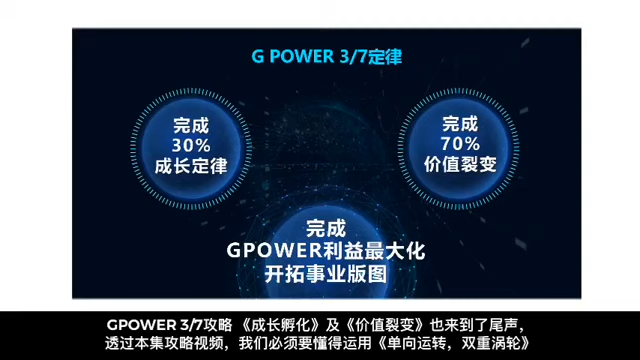 G POWER 3/7定律
完成
30%
成长定律
完成
70%
价值裂变
完成
GPOWER利益最大化
开拓事业版图
GPOWER 3/7攻略 《成长孵化》及《价值裂变》也来到了尾声，
透过本集攻略视频，我们必须要懂得运用《单向运转，双重涡轮》